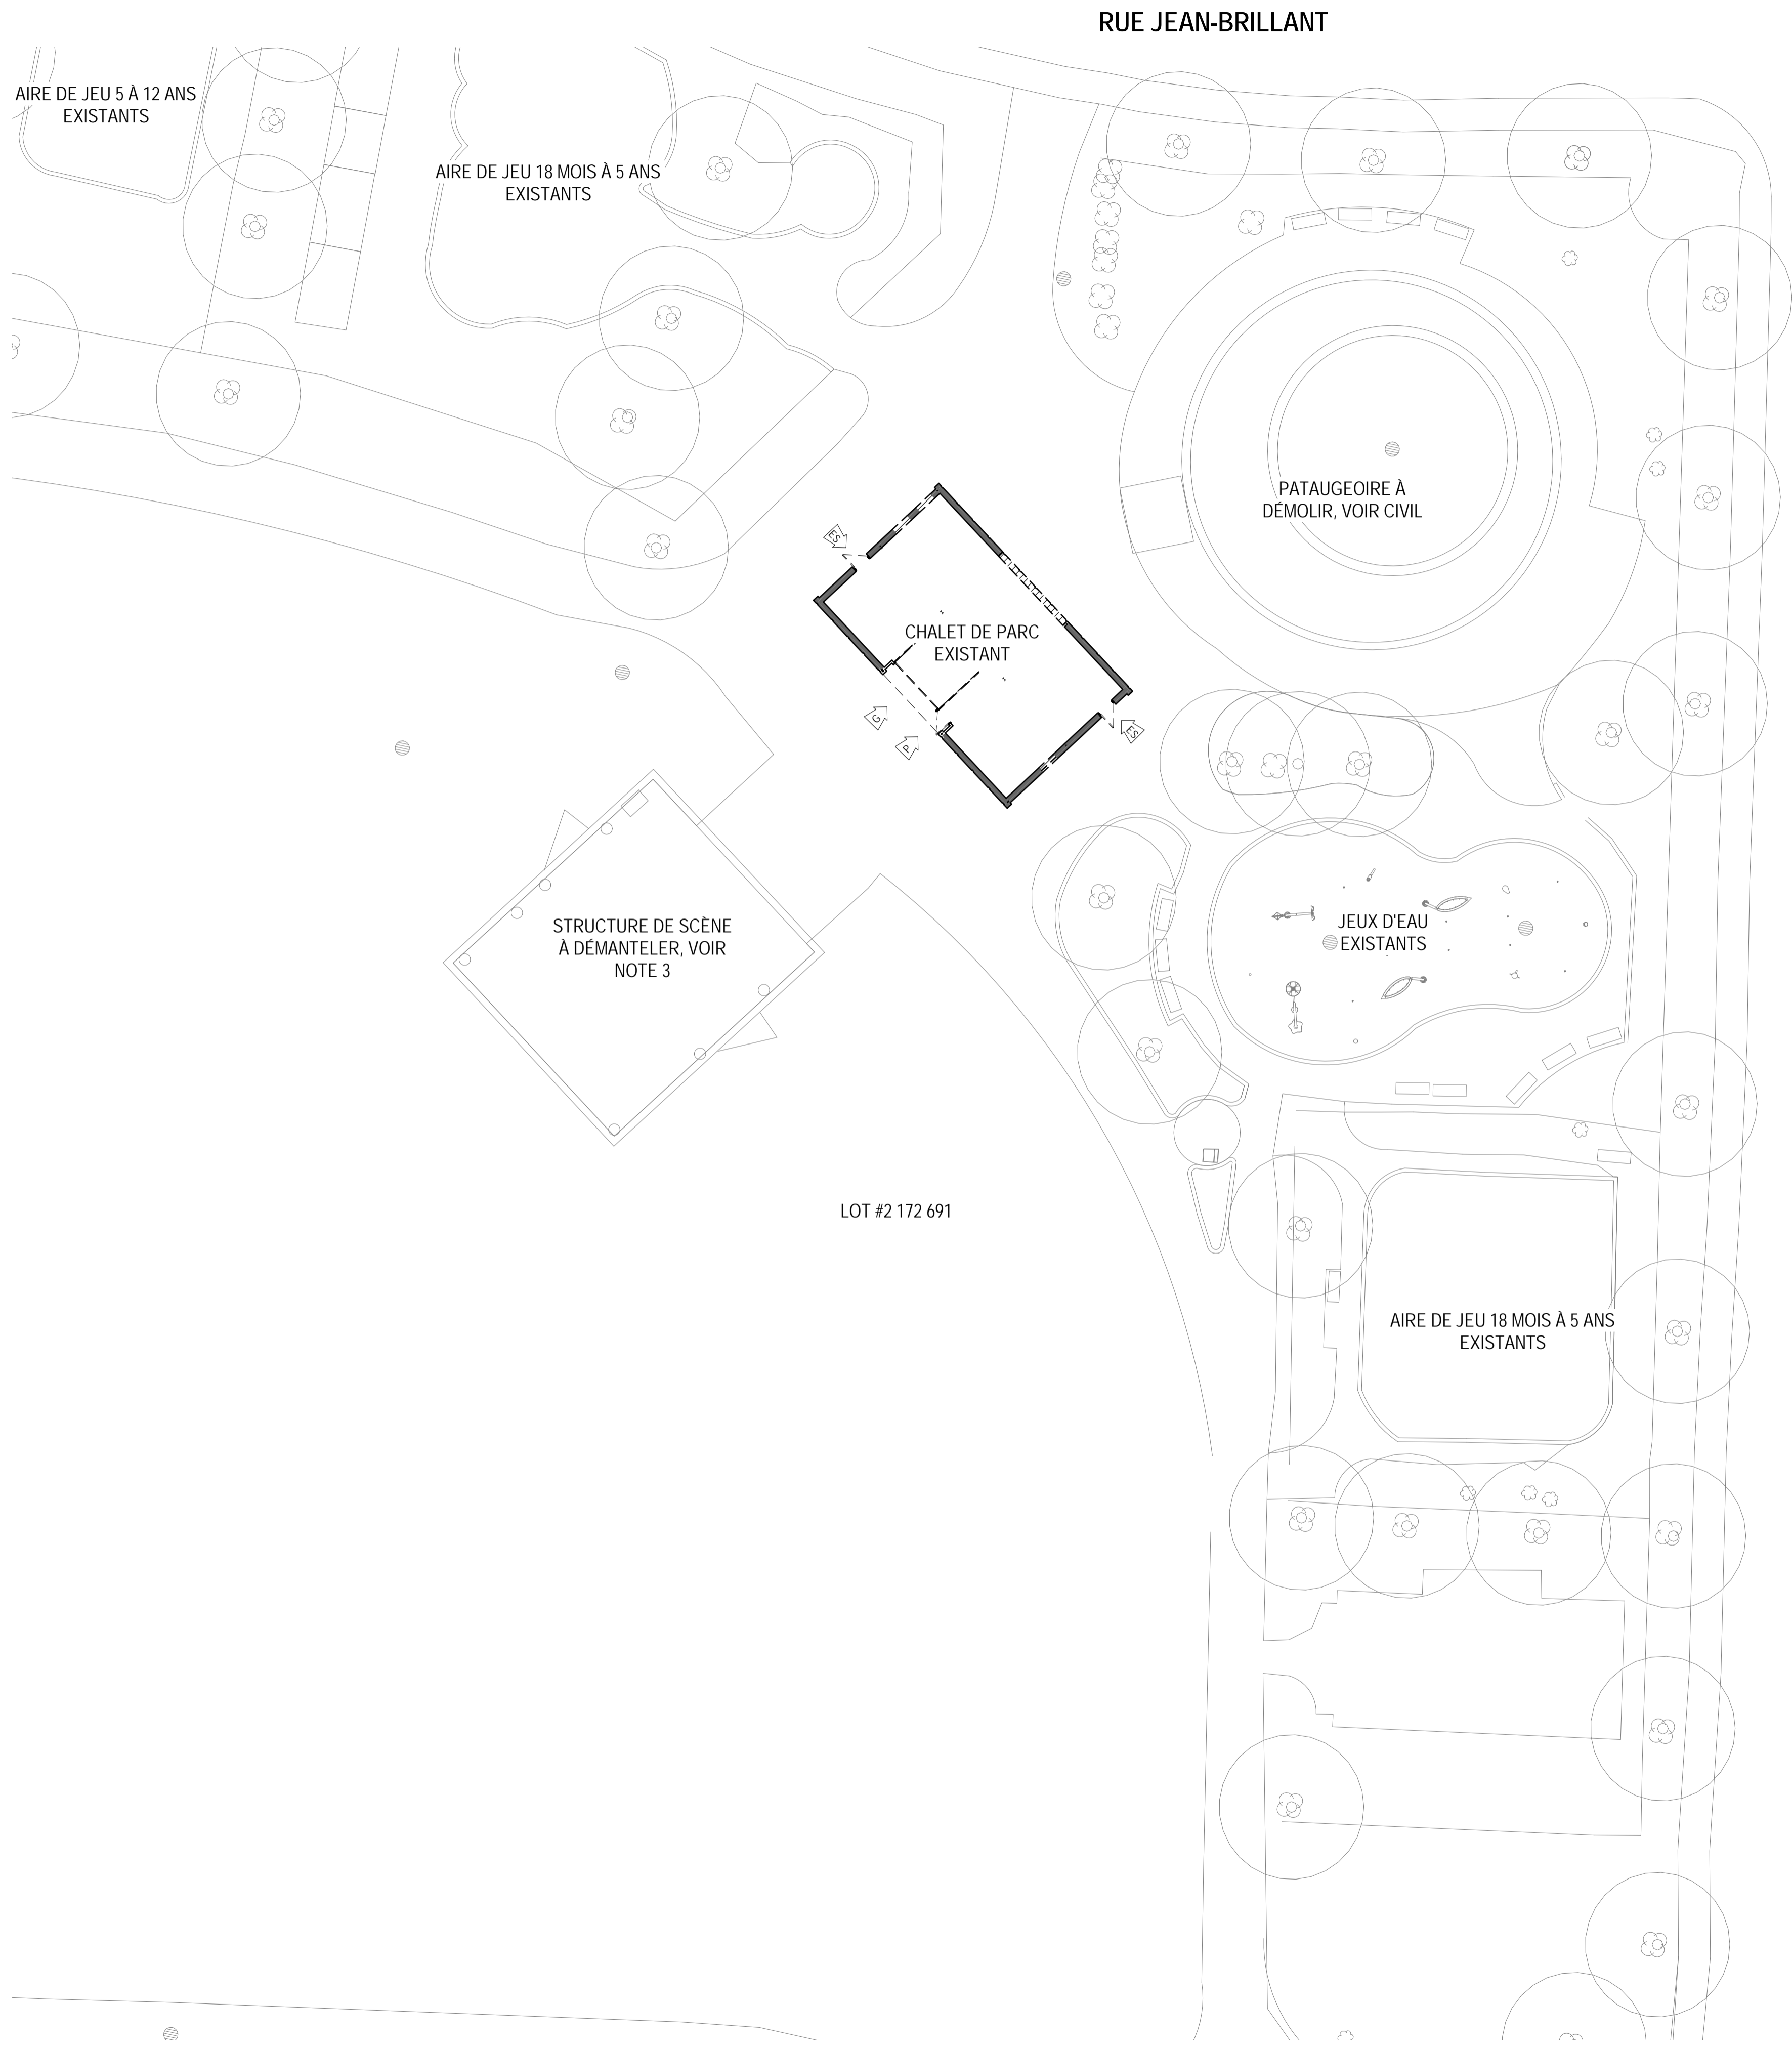 RUE JEAN-BRILLANT
AIRE DE JEU 5 À 12 ANS
EXISTANTS
AIRE DE JEU 18 MOIS À 5 ANS
EXISTANTS
PATAUGEOIRE À
DÉMOLIR, VOIR CIVIL
ES
CHALET DE PARC
EXISTANT
G
P
ES
STRUCTURE DE SCÈNE
À DÉMANTELER, VOIR
NOTE 3
JEUX D'EAU
EXISTANTS
LOT #2 172 691
AIRE DE JEU 18 MOIS À 5 ANS
EXISTANTS